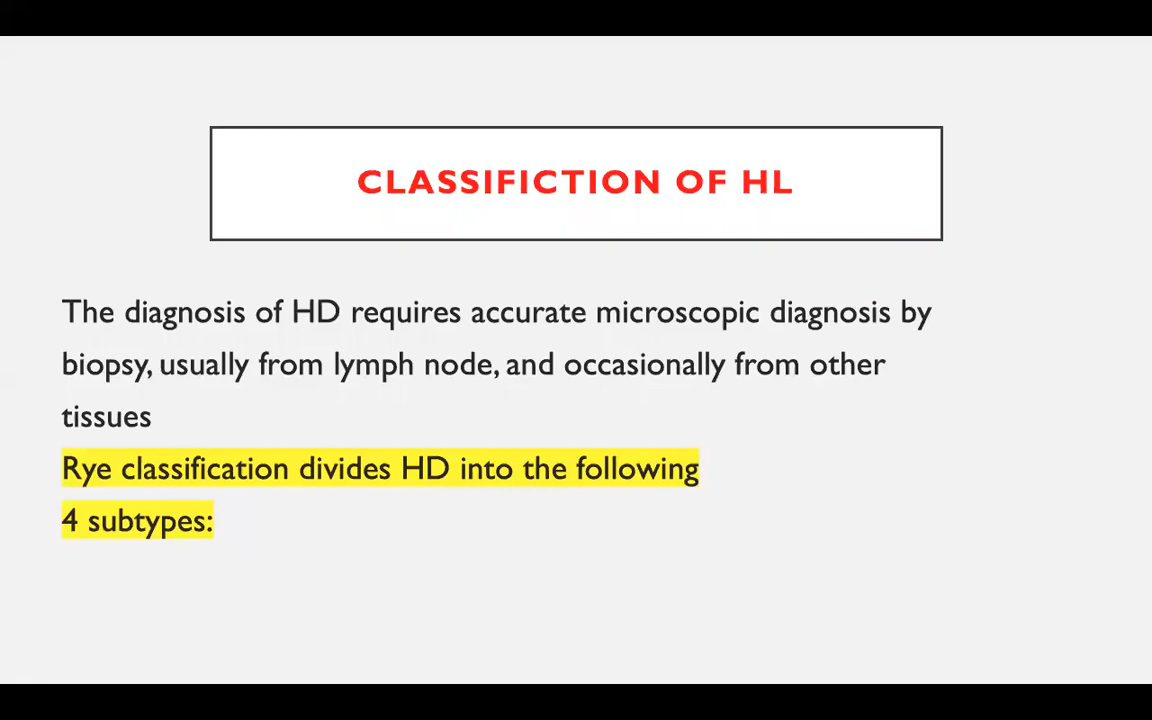 CLASSIFICTION OF HL
The diagnosis of HD requires accurate microscopic diagnosis by
biopsy, usually from lymph node, and occasionally from other
tissues
Rye classification divides HD into the following
4 subtypes: